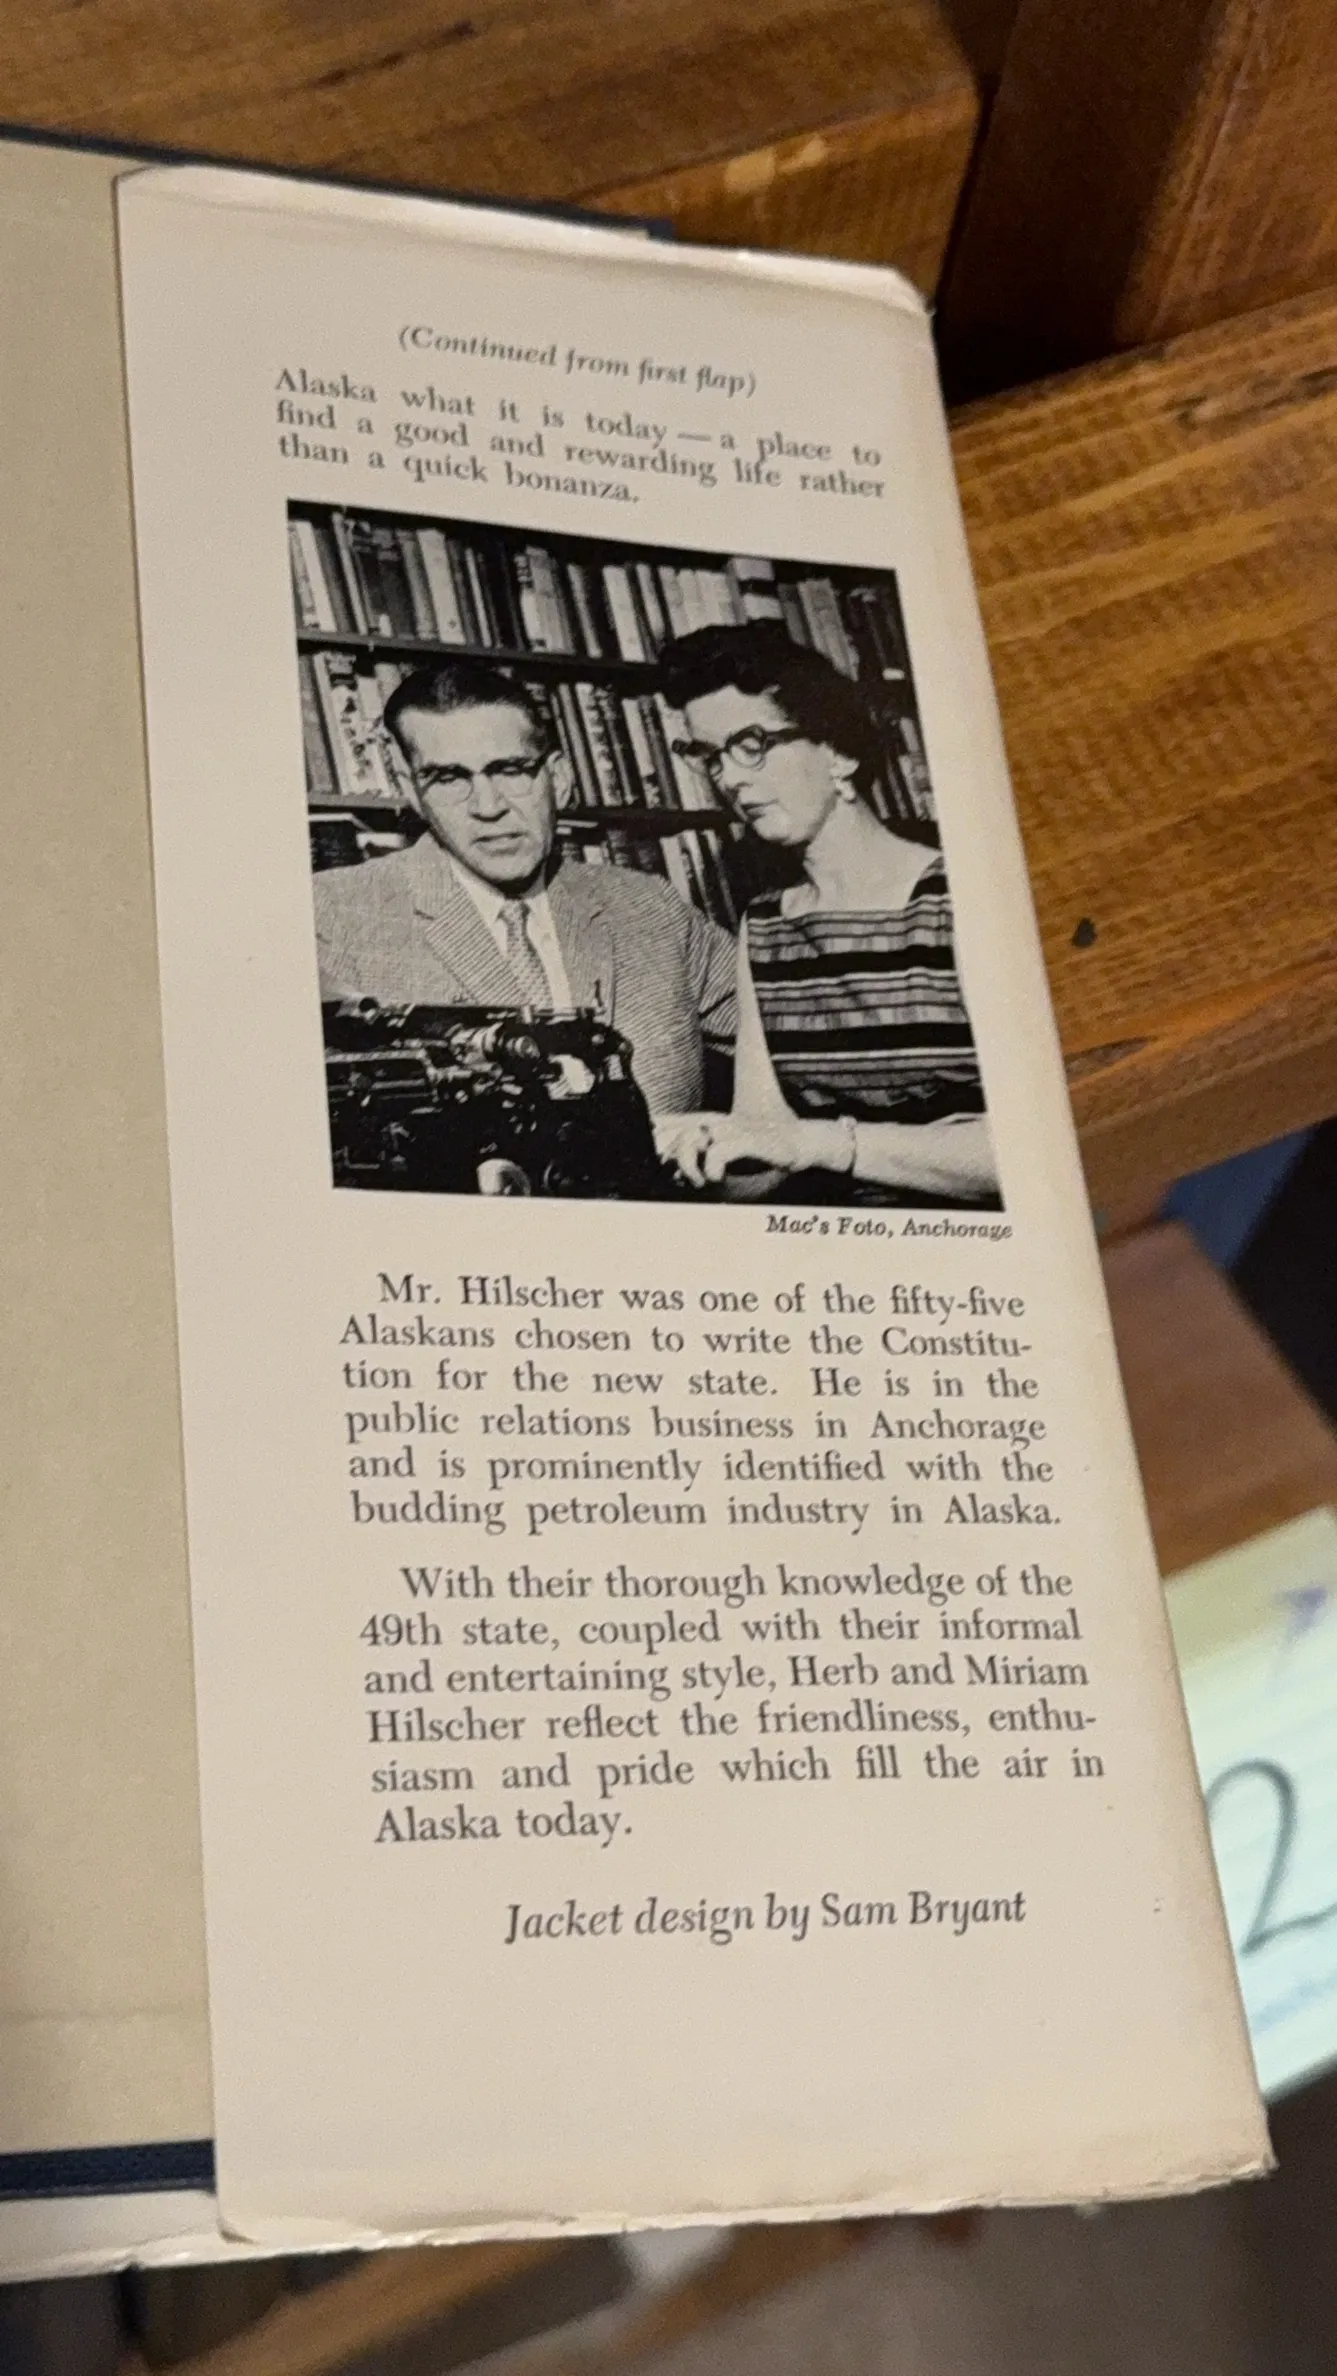 (Continued from first flap)
Alaska what it is today — a place to
find a good and rewarding life rather
than a quick bonanza.
Mac's Foto, Anchorage
Mr. Hilscher was one of the fifty-five
Alaskans chosen to write the Constitu-
tion for the new state. He is in the
public relations business in Anchorage
and is prominently identified with the
budding petroleum industry in Alaska.
With their thorough knowledge of the
49th state, coupled with their informal
and entertaining style, Herb and Miriam
Hilscher reflect the friendliness, enthu-
siasm and pride which fill the air in
Alaska today.
Jacket design by Sam Bryant
2